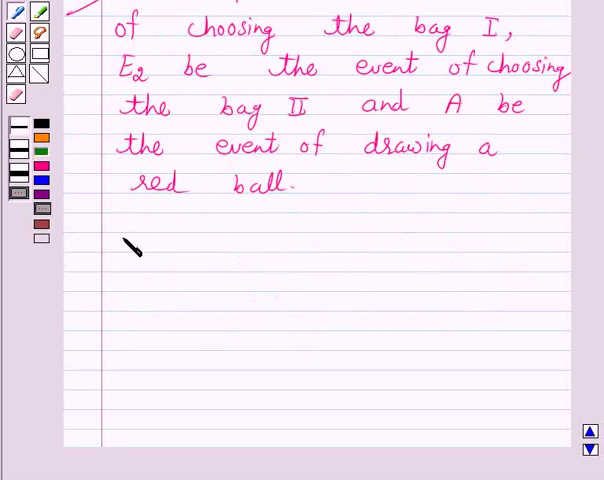 of choosing the bag I,
E₂ be the event of choosing
the bag II and A be
the event of drawing a
red ball.